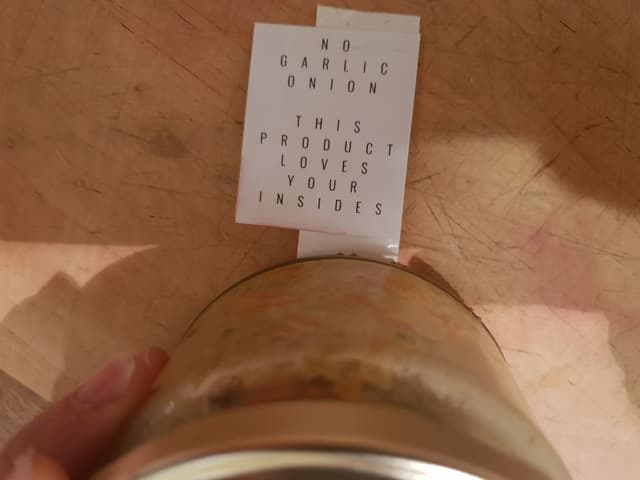 NO
GARLIC
ONION
THIS
PRODUCT
LOVES
YOUR
INSIDES